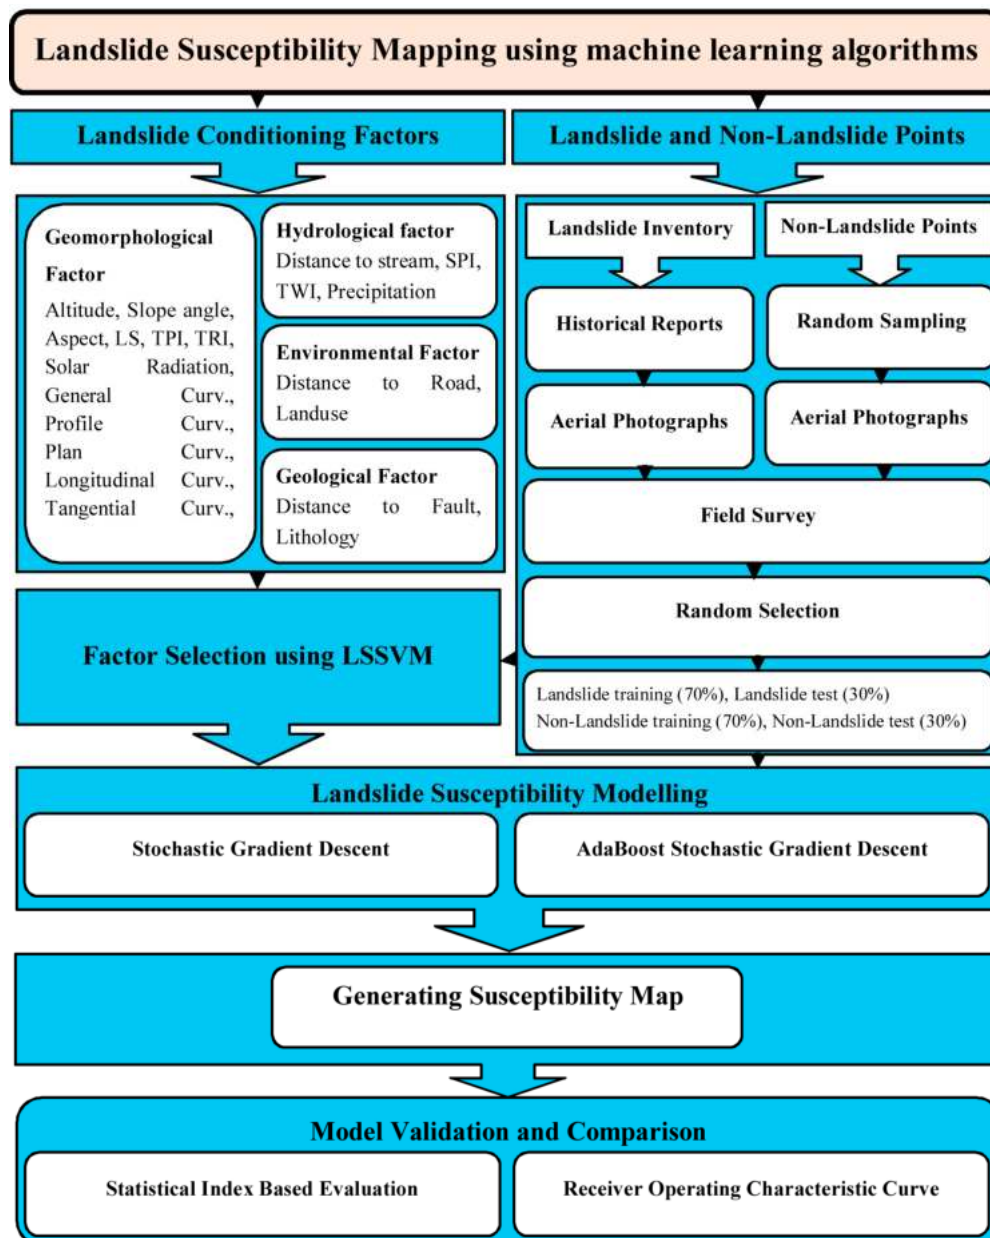 Landslide Susceptibility Mapping using machine learning algorithms
Landslide Conditioning Factors
Landslide and Non-Landslide Points
Geomorphological
Factor
Altitude, Slope angle,
Aspect, LS, TPI, TRI,
Solar Radiation,
General Curv.,
Profile Curv.,
Plan Curv.,
Longitudinal Curv.,
Tangential Curv.,
Hydrological factor
Distance to stream, SPI,
TWI, Precipitation
Environmental Factor
Distance to Road,
Landuse
Geological Factor
Distance to Fault,
Lithology
Landslide Inventory
Non-Landslide Points
Historical Reports
Random Sampling
Aerial Photographs
Aerial Photographs
Field Survey
Random Selection
Landslide training (70%), Landslide test (30%)
Non-Landslide training (70%), Non-Landslide test (30%)
Factor Selection using LSSVM
Landslide Susceptibility Modelling
Stochastic Gradient Descent
AdaBoost Stochastic Gradient Descent
Generating Susceptibility Map
Model Validation and Comparison
Statistical Index Based Evaluation
Receiver Operating Characteristic Curve